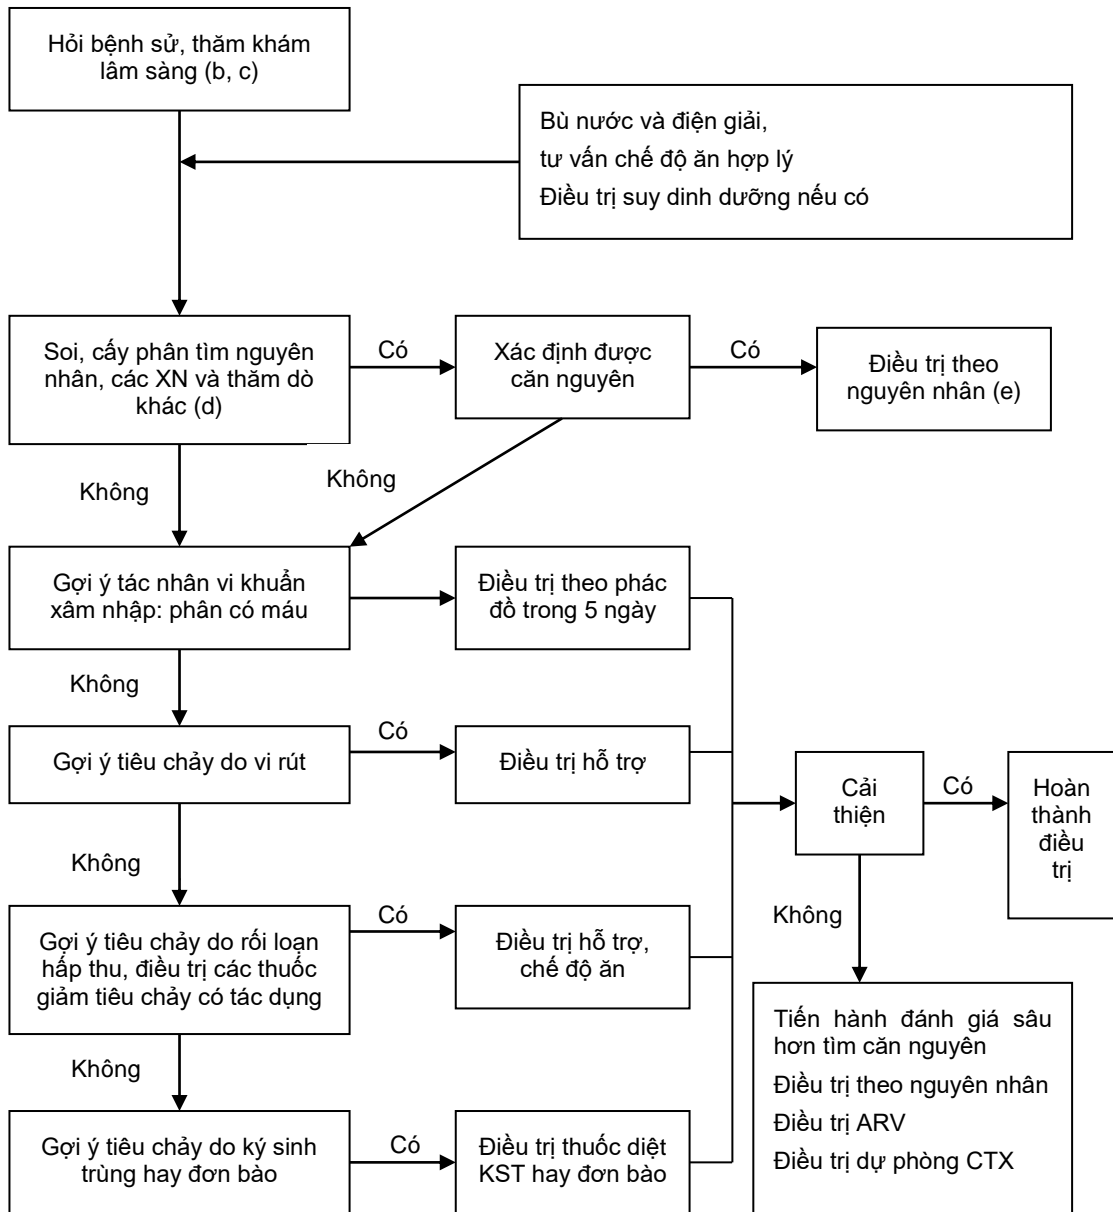 Hỏi bệnh sử, thăm khám
lâm sàng (b, c)
Bù nước và điện giải,
tư vấn chế độ ăn hợp lý
Điều trị suy dinh dưỡng nếu có
Soi, cấy phân tìm nguyên
nhân, các XN và thăm dò
khác (d)
Có
Xác định được
căn nguyên
Có
Điều trị theo
nguyên nhân (e)
Không
Không
Gợi ý tác nhân vi khuẩn
xâm nhập: phân có máu
Điều trị theo phác
đồ trong 5 ngày
Không
Gợi ý tiêu chảy do vi rút
Có
Điều trị hỗ trợ
Cải
thiện
Có
Hoàn
thành
điều
trị
Không
Gợi ý tiêu chảy do rối loạn
hấp thu, điều trị các thuốc
giảm tiêu chảy có tác dụng
Có
Điều trị hỗ trợ,
chế độ ăn
Không
Tiến hành đánh giá sâu
hơn tìm căn nguyên
Điều trị theo nguyên nhân
Điều trị ARV
Điều trị dự phòng CTX
Không
Gợi ý tiêu chảy do ký sinh
trùng hay đơn bào
Có
Điều trị thuốc diệt
KST hay đơn bào